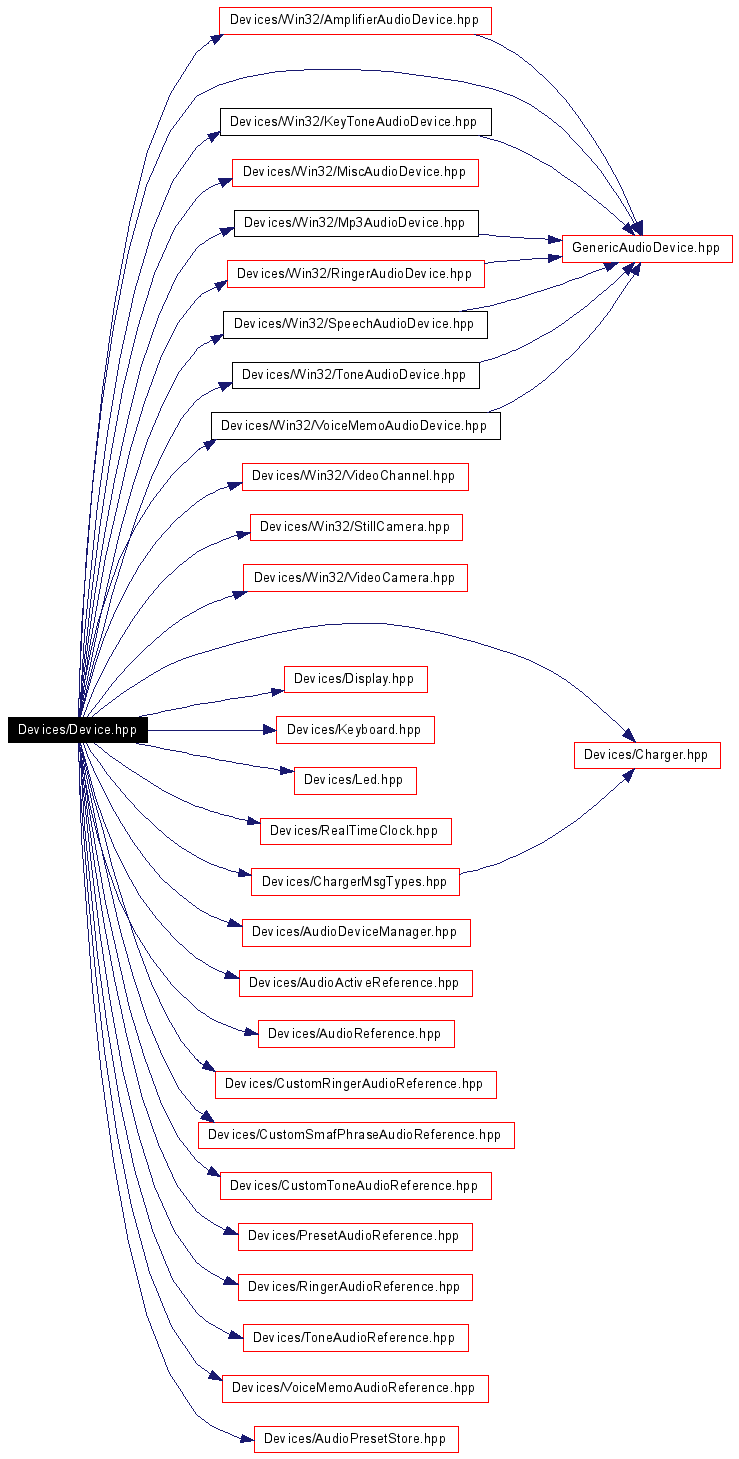 Devices/Win32/AmplifierAudioDevice.hpp
Devices/Win32/KeyToneAudioDevice.hpp
Devices/Win32/MiscAudioDevice.hpp
Devices/Win32/Mp3AudioDevice.hpp
GenericAudioDevice.hpp
Devices/Win32/RingerAudioDevice.hpp
Devices/Win32/SpeechAudioDevice.hpp
Devices/Win32/ToneAudioDevice.hpp
Devices/Win32/VoiceMemoAudioDevice.hpp
Devices/Win32/VideoChannel.hpp
Devices/Win32/StillCamera.hpp
Devices/Win32/VideoCamera.hpp
Devices/Display.hpp
Devices/Device.hpp
Devices/Keyboard.hpp
Devices/Charger.hpp
Devices/Led.hpp
Devices/RealTimeClock.hpp
Devices/ChargerMsgTypes.hpp
Devices/AudioDeviceManager.hpp
Devices/AudioActiveReference.hpp
Devices/AudioReference.hpp
Devices/CustomRingerAudioReference.hpp
Devices/CustomSmafPhraseAudioReference.hpp
Devices/CustomToneAudioReference.hpp
Devices/PresetAudioReference.hpp
Devices/RingerAudioReference.hpp
Devices/ToneAudioReference.hpp
Devices/VoiceMemoAudioReference.hpp
Devices/AudioPresetStore.hpp